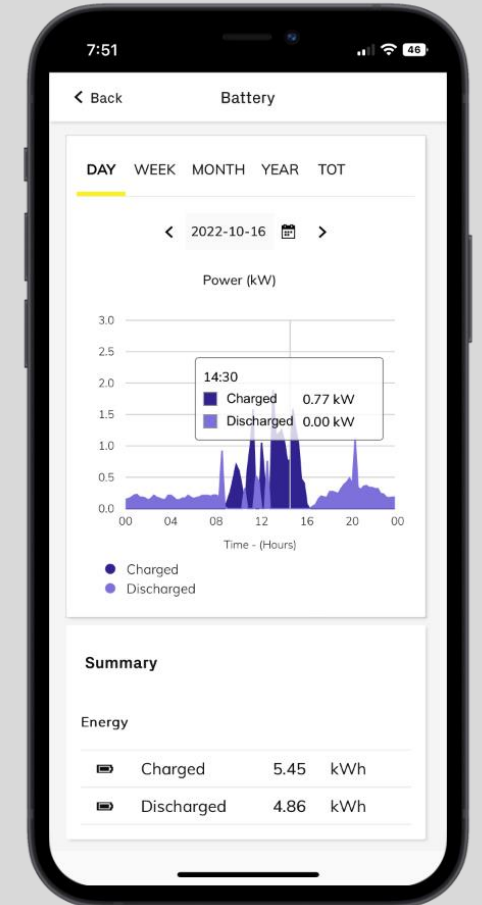 7:51
46
Back
Battery
DAY WEEK MONTH YEAR TOT
2022-10-16
Power (kW)
3.0
2.5
2.0
1.5
1.0
0.5
0.0
14:30
Charged 0.77 kW
Discharged 0.00 kW
00 04 08 12 16 20 00
Time - (Hours)
Charged
Discharged
Summary
Energy
Charged 5.45 kWh
Discharged 4.86 kWh